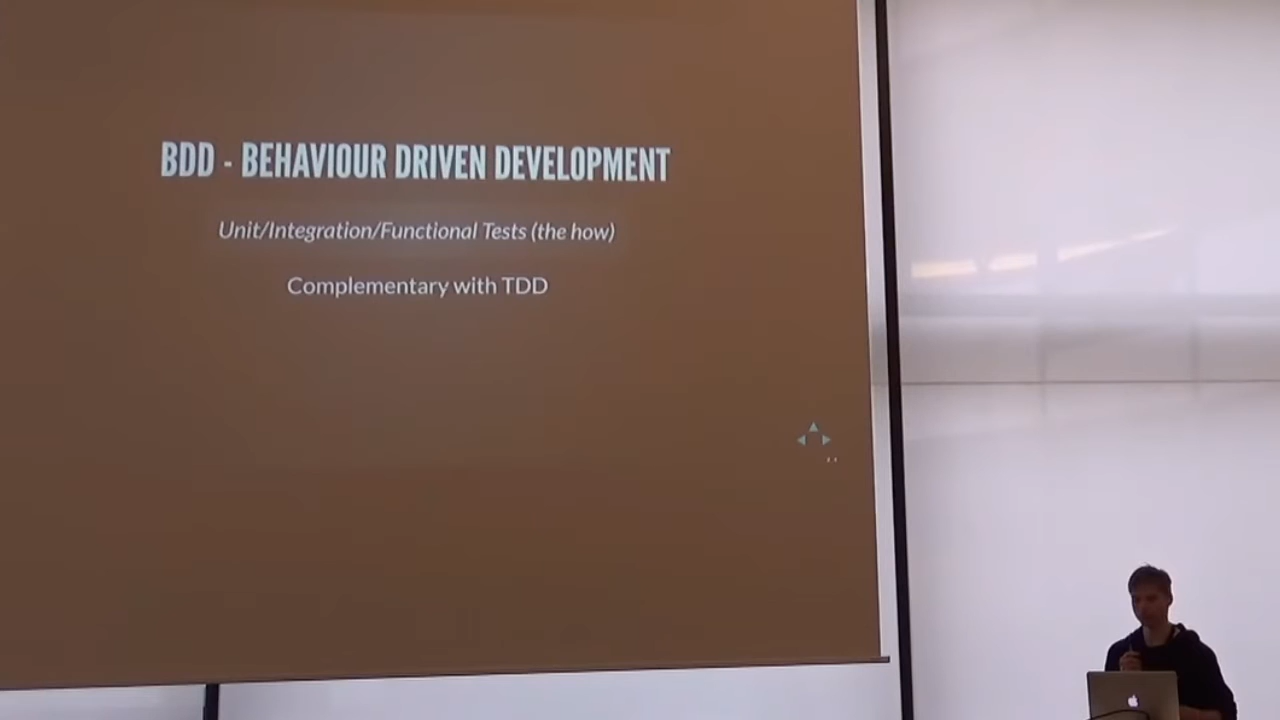 BDD - BEHAVIOUR DRIVEN DEVELOPMENT
Unit/Integration/Functional Tests (the how)
Complementary with TDD